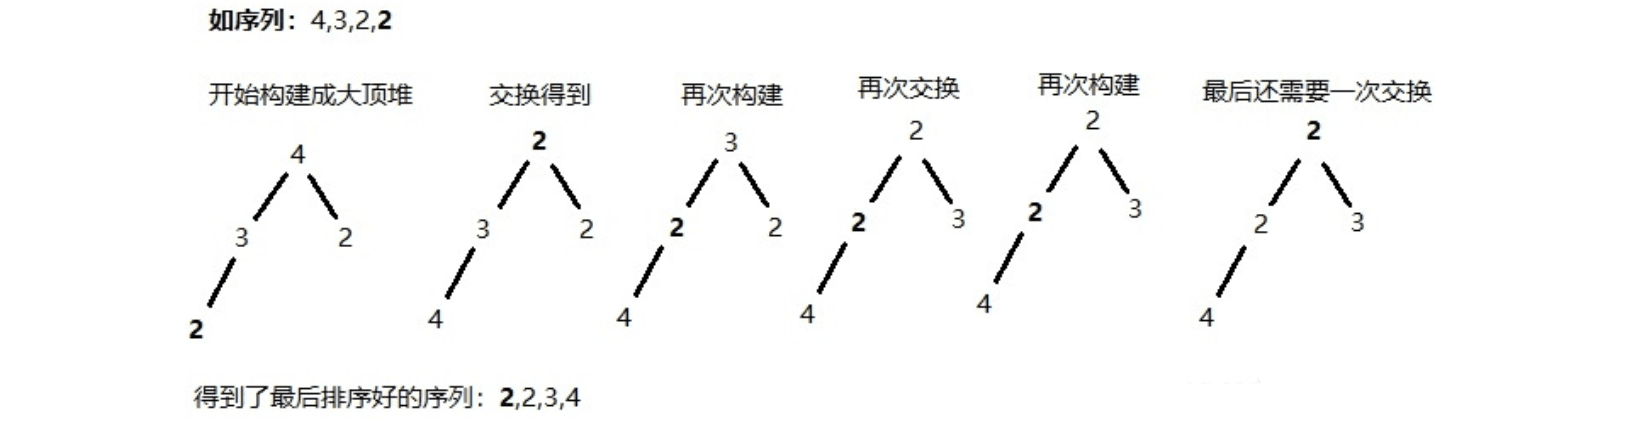 如序列：4,3,2,2
开始构建成大顶堆 交换得到 再次构建 再次交换 再次构建 最后还需要一次交换
4 2 3 2 2 2
3 2 3 2 2 2 2 3 2 3 2 3
2 4 4 4 4 4
得到了最后排序好的序列：2,2,3,4